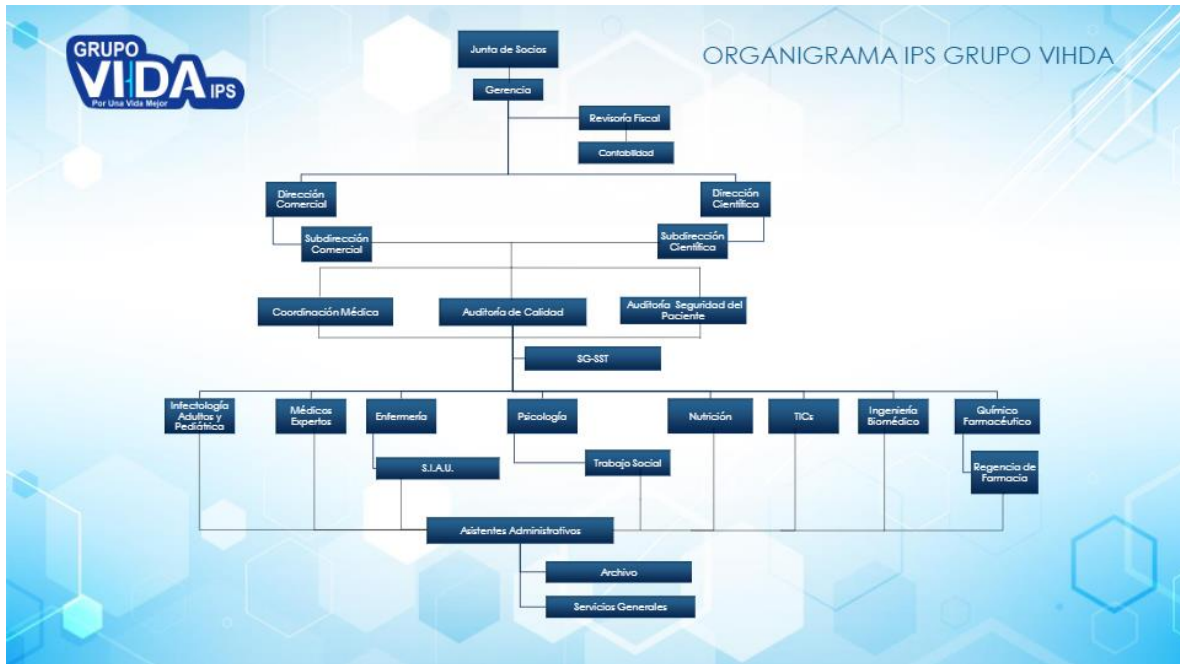 GRUPO
VIHDA IPS
Por Una Vida Mejor
ORGANIGRAMA IPS GRUPO VIHDA
Junta de Socios
Gerencia
Revisoría Fiscal
Contabilidad
Dirección
Comercial
Dirección
Científica
Subdirección
Comercial
Subdirección
Científica
Coordinación Médica
Auditoría de Calidad
Auditoría Seguridad del
Paciente
SG-SST
Infectología
Adultos y
Pediátrica
Médicos
Expertos
Enfermería
Psicología
Nutrición
TICs
Ingeniería
Biomédico
Químico
Farmacéutico
S.I.A.U.
Trabajo Social
Regencia de
Farmacia
Asistentes Administrativos
Archivo
Servicios Generales